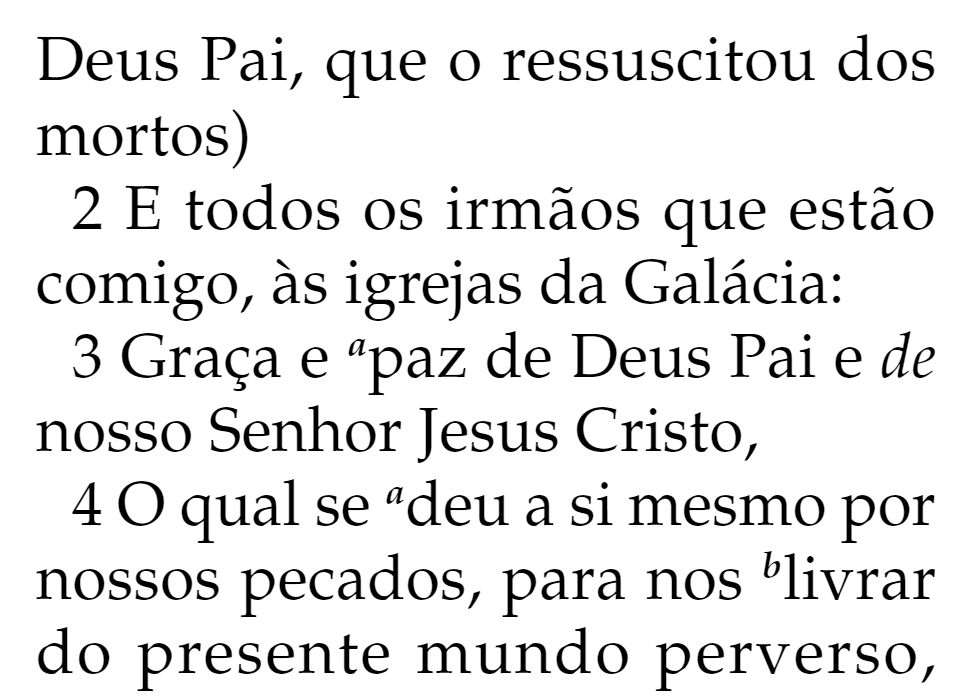 Deus Pai, que o ressuscitou dos
mortos)
2 E todos os irmãos que estão
comigo, às igrejas da Galácia:
3 Graça e ᵃpaz de Deus Pai e de
nosso Senhor Jesus Cristo,
4 O qual se ᵃdeu a si mesmo por
nossos pecados, para nos ᵇlivrar
do presente mundo perverso,